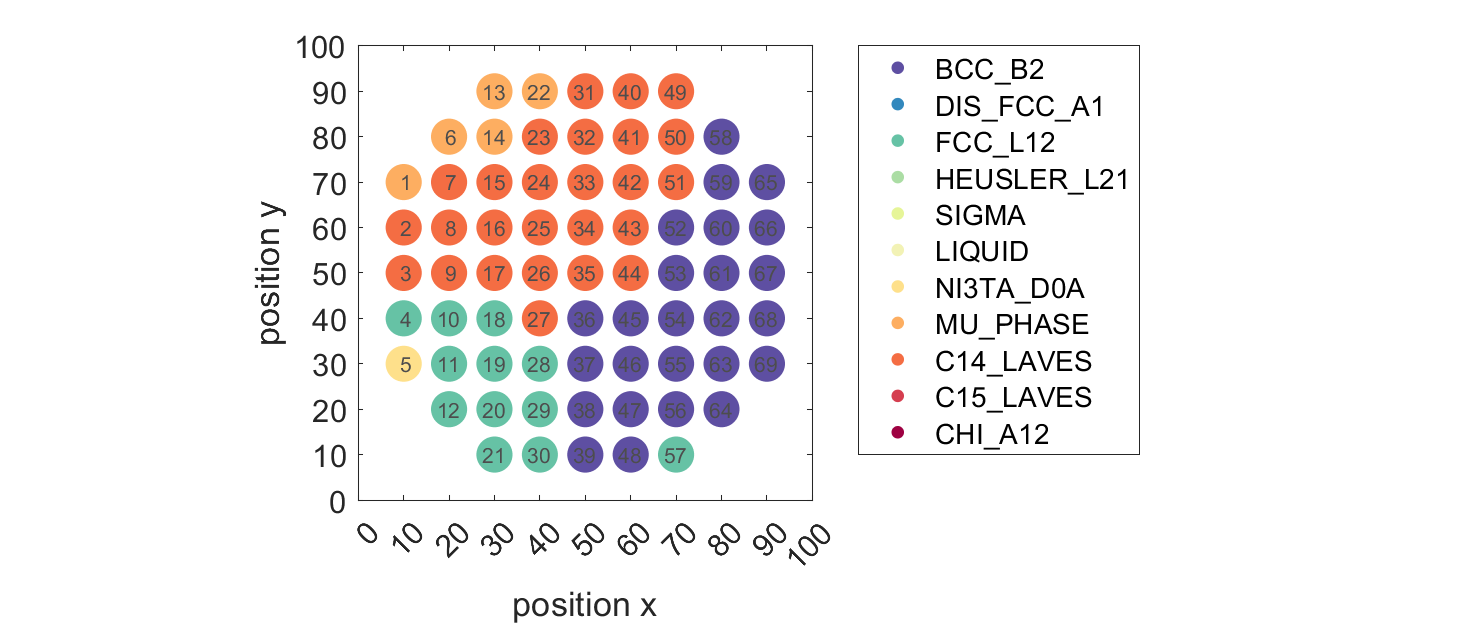 100
13 22 31 40 49
90
6 14 23 32 41 50 58
80
1 7 15 24 33 42 51 59 65
70
2 8 16 25 34 43 52 60 66
60
3 9 17 26 35 44 53 61 67
50
4 10 18 27 36 45 54 62 68
40
5 11 19 28 37 46 55 63 69
30
12 20 29 38 47 56 64
20
21 30 39 48 57
10
0
position y
0 10 20 30 40 50 60 70 80 90 100
position x
BCC_B2
DIS_FCC_A1
FCC_L12
HEUSLER_L21
SIGMA
LIQUID
NI3TA_D0A
MU_PHASE
C14_LAVES
C15_LAVES
CHI_A12